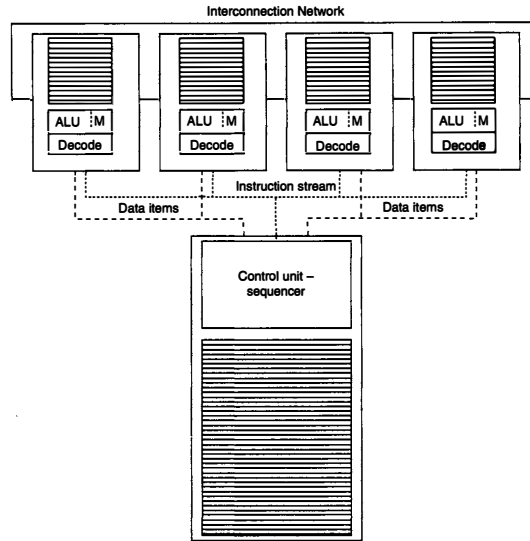 Interconnection Network
ALU M ALU M ALU M ALU M
Decode Decode Decode Decode
Instruction stream
Data items Data items
Control unit –
sequencer